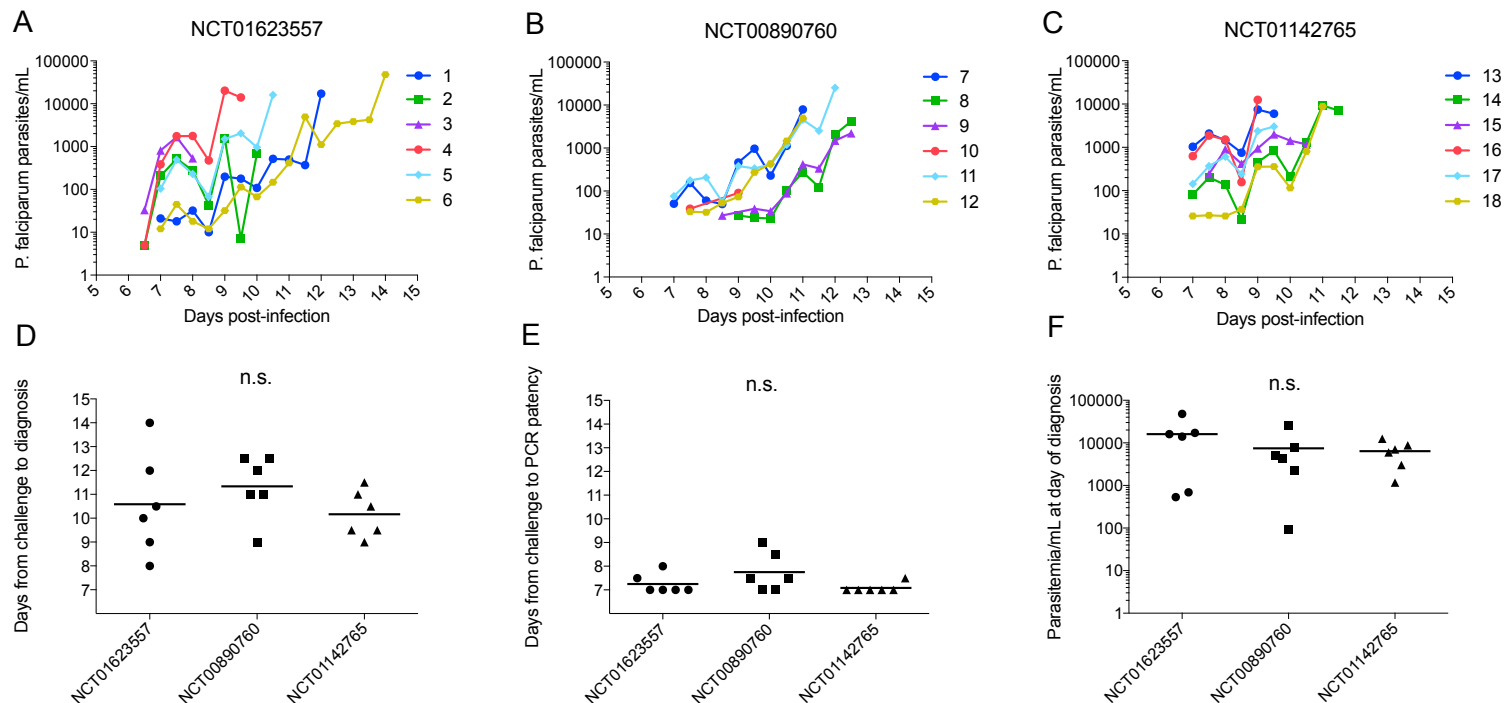 A
NCT01623557
P. falciparum parasites/mL
100000
10000
1000
100
10
1
5 6 7 8 9 10 11 12 13 14 15
Days post-infection
1
2
3
4
5
6
B
NCT00890760
P. falciparum parasites/mL
100000
10000
1000
100
10
1
5 6 7 8 9 10 11 12 13 14 15
Days post-infection
7
8
9
10
11
12
C
NCT01142765
P. falciparum parasites/mL
100000
10000
1000
100
10
1
5 6 7 8 9 10 11 12 13 14 15
Days post-infection
13
14
15
16
17
18
D
n.s.
Days from challenge to diagnosis
15
14
13
12
11
10
9
8
7
NCT01623557
NCT00890760
NCT01142765
E
n.s.
Days from challenge to PCR patency
15
14
13
12
11
10
9
8
7
NCT01623557
NCT00890760
NCT01142765
F
n.s.
Parasitemia/mL at day of diagnosis
100000
10000
1000
100
10
1
NCT01623557
NCT00890760
NCT01142765